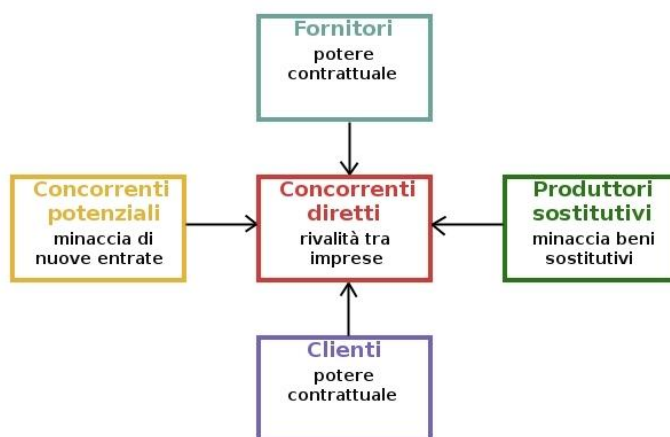 Fornitori
potere
contrattuale
Concorrenti
potenziali
minaccia di
nuove entrate
Concorrenti
diretti
rivalità tra
imprese
Produttori
sostitutivi
minaccia beni
sostitutivi
Clienti
potere
contrattuale